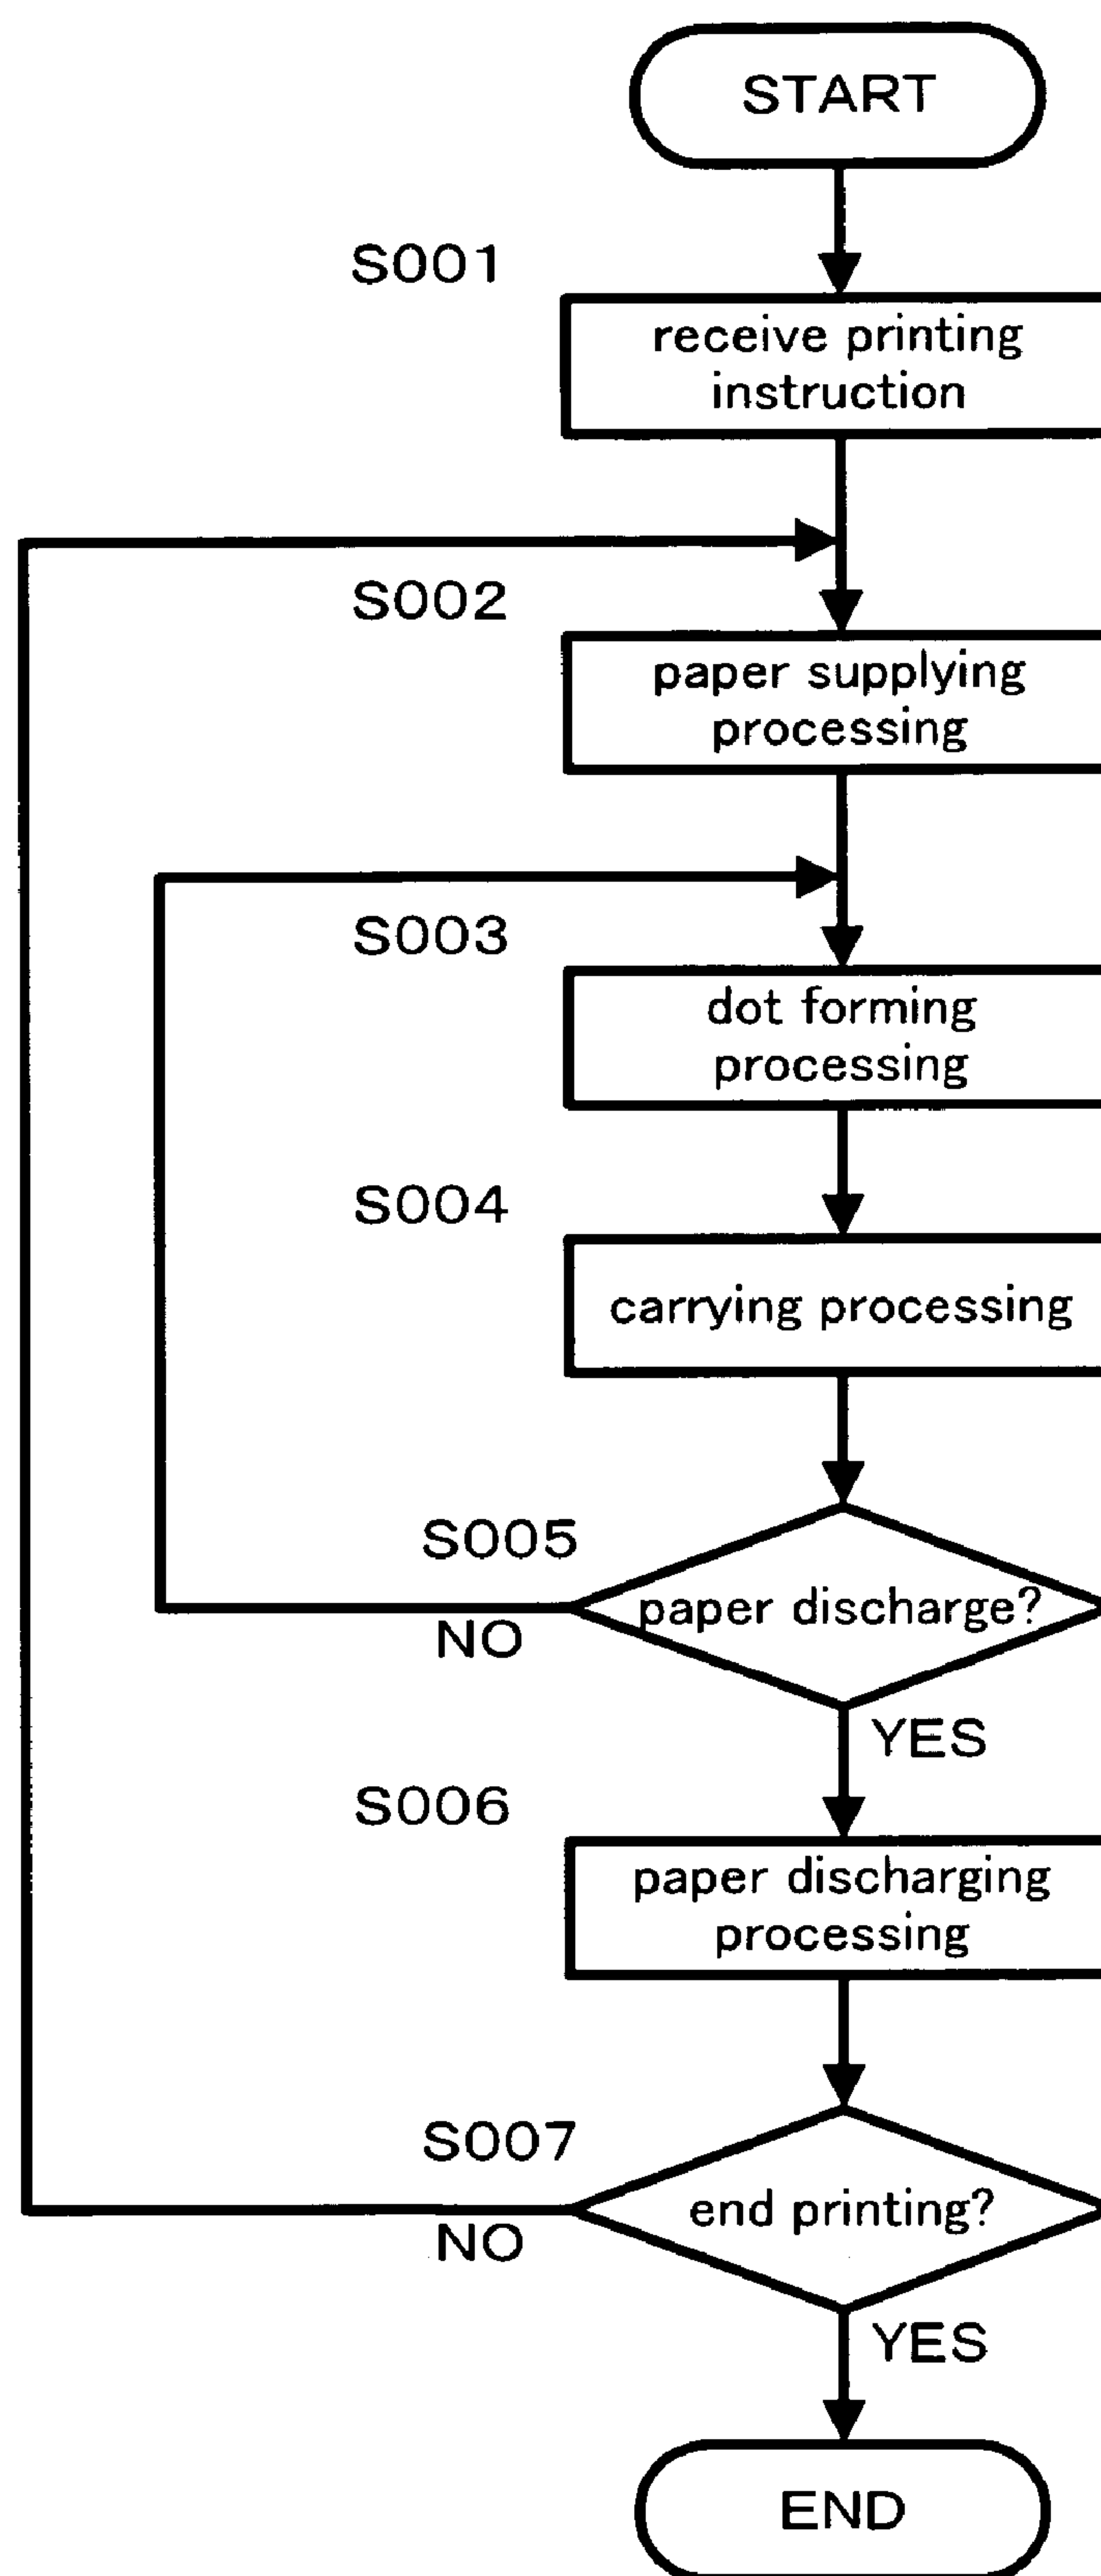 START
S001
receive printing
instruction
S002
paper supplying
processing
S003
dot forming
processing
S004
carrying processing
S005
paper discharge?
NO
YES
S006
paper discharging
processing
S007
end printing?
NO
YES
END